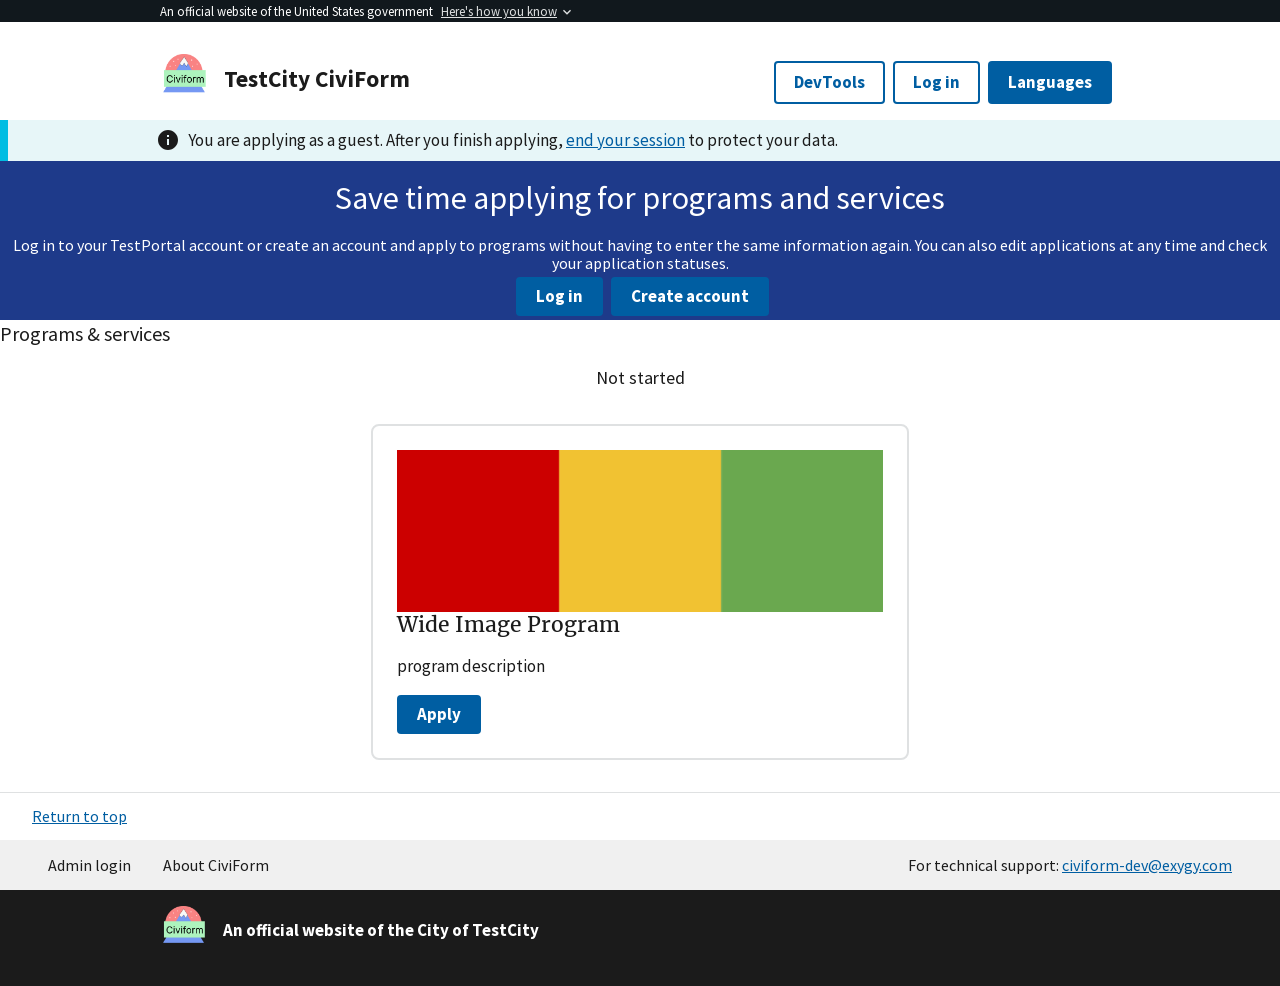 An official website of the United States government Here's how you know
Civiform
TestCity CiviForm
DevTools
Log in
Languages
You are applying as a guest. After you finish applying, end your session to protect your data.
Save time applying for programs and services
Log in to your TestPortal account or create an account and apply to programs without having to enter the same information again. You can also edit applications at any time and check
your application statuses.
Log in
Create account
Programs & services
Not started
Wide Image Program
program description
Apply
Return to top
Admin login
About CiviForm
For technical support: civiform-dev@exygy.com
Civiform
An official website of the City of TestCity